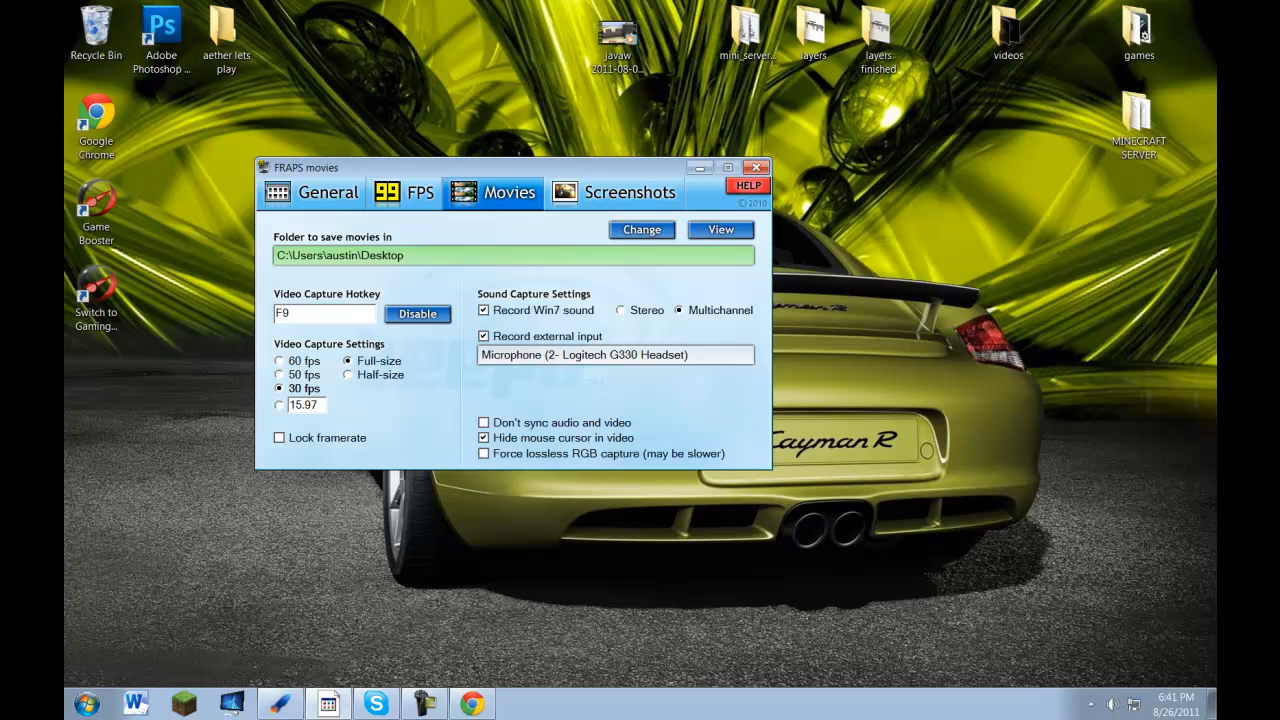 Recycle Bin
Adobe Photoshop ...
aether lets play
javaw 2011-08-0...
mini_server...
layers
layers finished
videos
games
Google Chrome
MINECRAFT SERVER
Game Booster
Switch to Gaming...
FRAPS movies
General
99
FPS
Movies
Screenshots
HELP
© 2010
Folder to save movies in
Change
View
C:\Users\austin\Desktop
Video Capture Hotkey
F9
Disable
Sound Capture Settings
Record Win7 sound
Stereo
Multichannel
Record external input
Microphone (2- Logitech G330 Headset)
Video Capture Settings
60 fps
Full-size
50 fps
Half-size
30 fps
15.97
Lock framerate
Don't sync audio and video
Hide mouse cursor in video
Force lossless RGB capture (may be slower)
Cayman R
6:41 PM
8/26/2011